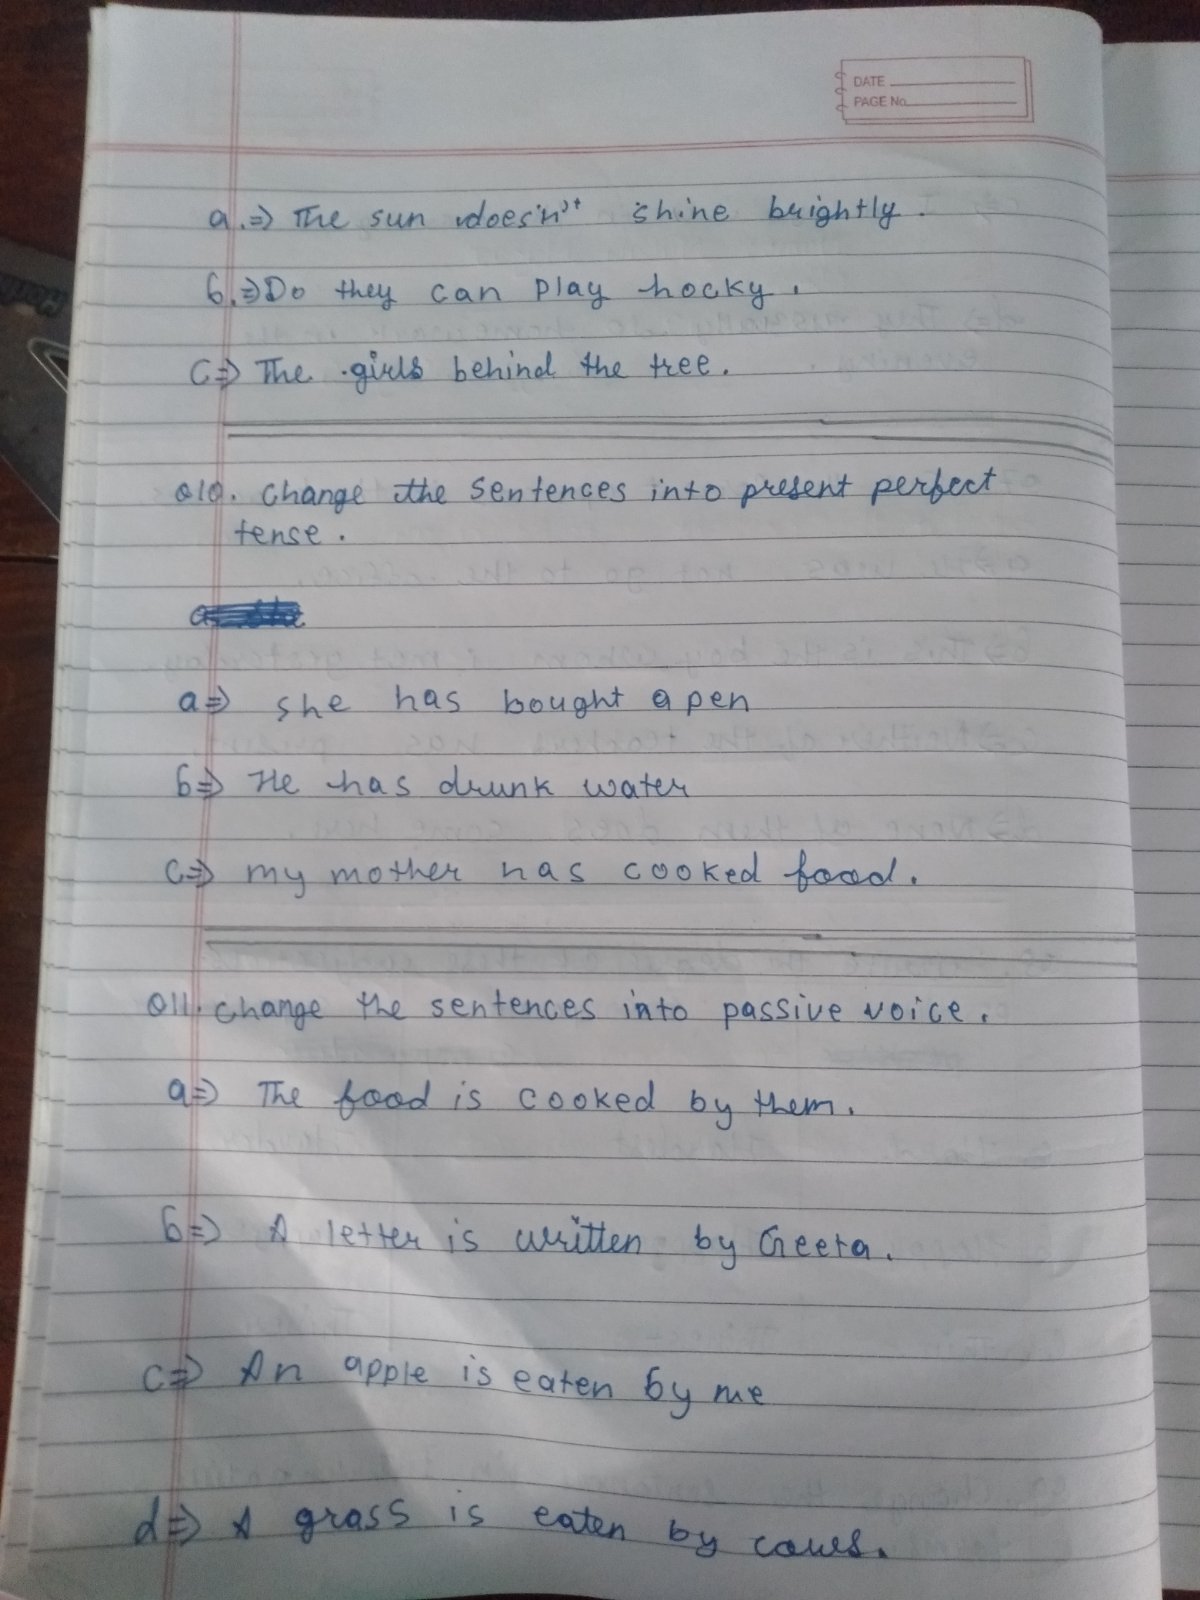 DATE
PAGE No.
a.⇒ The sun does'n't shine brightly.
b.⇒ Do they can play hocky.
C⇒ The girls behind the tree.
Q10. Change the sentences into present perfect
tense.
a⇒ she has bought a pen
b⇒ He has drunk water
C⇒ my mother has cooked food.
Q11. Change the sentences into passive voice.
a⇒ The food is cooked by them.
b⇒ A letter is written by Geeta.
C⇒ An apple is eaten by me
d⇒ A grass is eaten by cows.